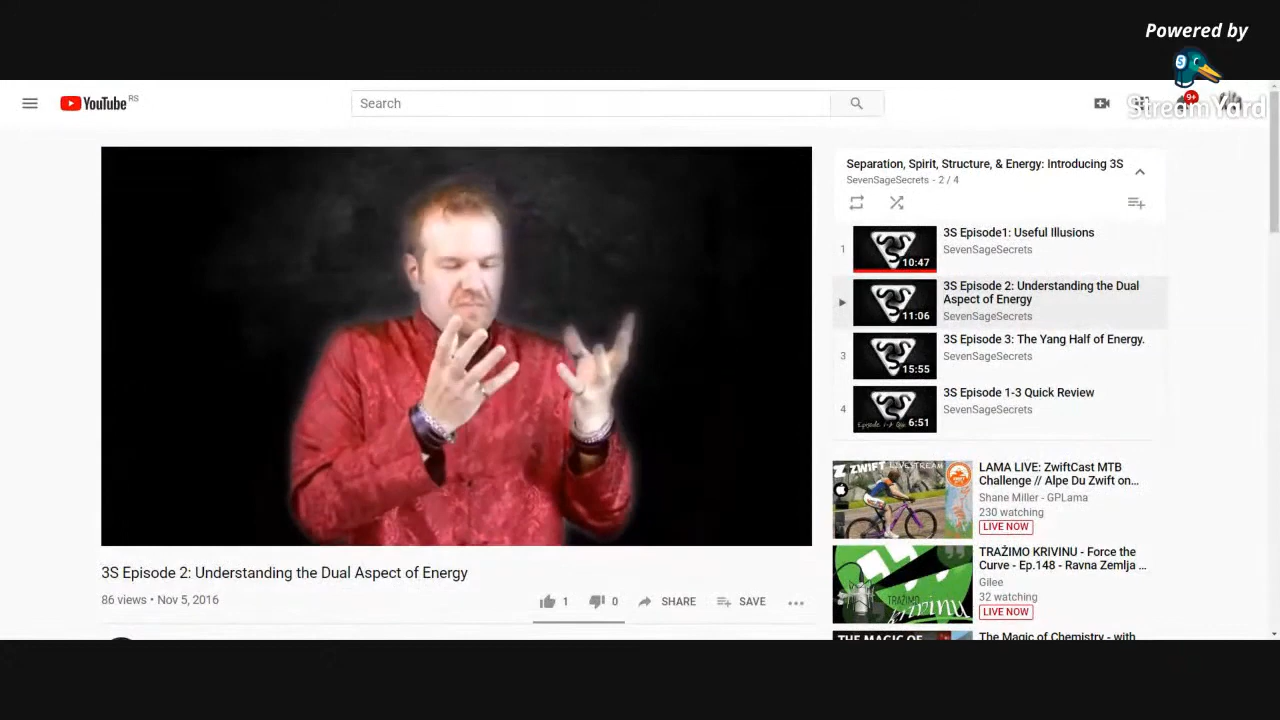 Powered by
StreamYard
YouTube RS
Search
9+
Separation, Spirit, Structure, & Energy: Introducing 3S
SevenSageSecrets - 2 / 4
1
10:47
3S Episode1: Useful Illusions
SevenSageSecrets
11:06
3S Episode 2: Understanding the Dual
Aspect of Energy
SevenSageSecrets
3
15:55
3S Episode 3: The Yang Half of Energy.
SevenSageSecrets
4
6:51
3S Episode 1-3 Quick Review
SevenSageSecrets
ZWIFT LIVESTREAM
LAMA LIVE: ZwiftCast MTB
Challenge // Alpe Du Zwift on...
Shane Miller - GPLama
230 watching
LIVE NOW
TRAŽIMO
krivinu
TRAŽIMO KRIVINU - Force the
Curve - Ep.148 - Ravna Zemlja ...
Gilee
32 watching
LIVE NOW
THE MAGIC OF
The Magic of Chemistry - with
3S Episode 2: Understanding the Dual Aspect of Energy
86 views • Nov 5, 2016
1
0
SHARE
SAVE